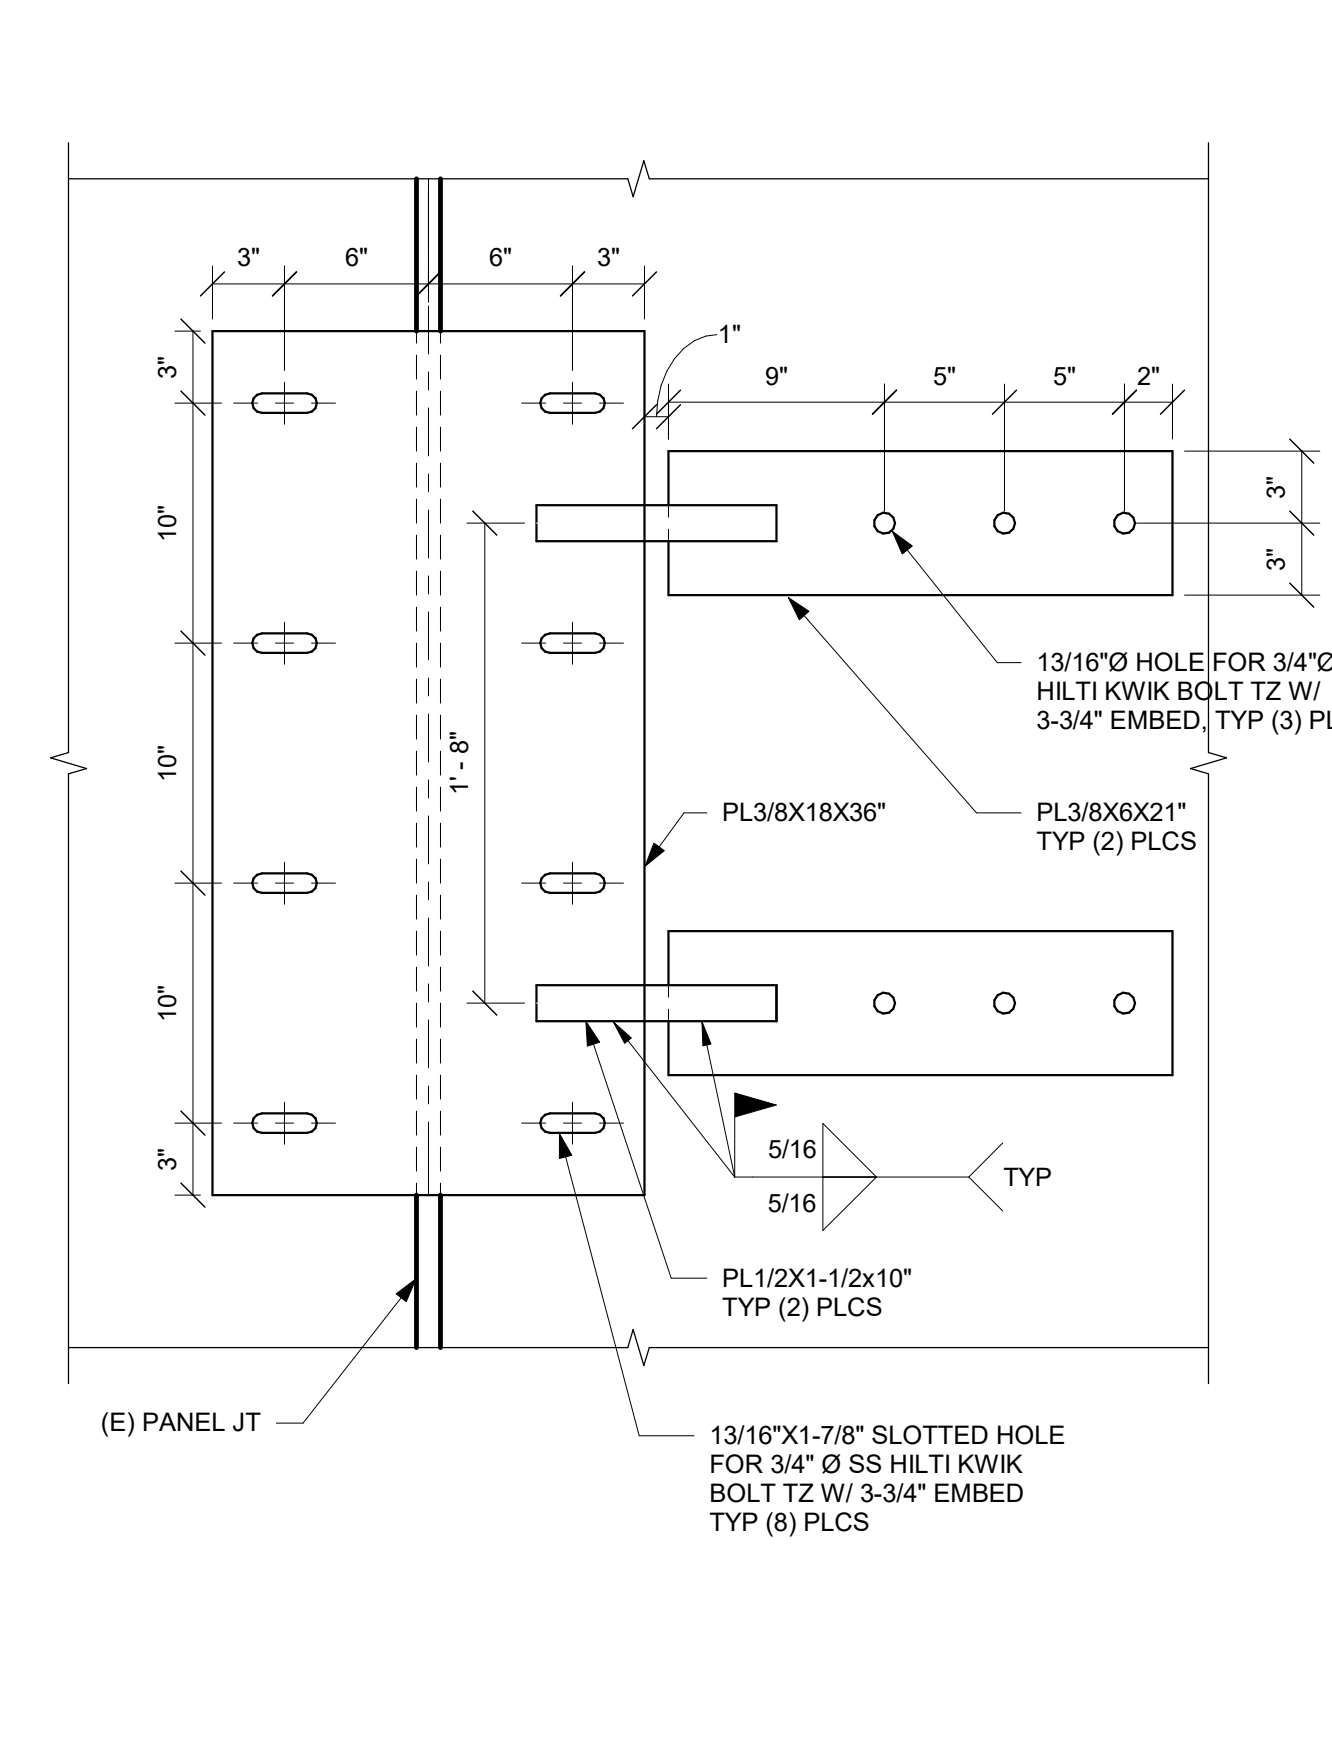 3" 6" 6" 3"
1"
9" 5" 5" 2"
3"
10"
10"
10"
3"
1' - 8"
3"
3"
13/16"Ø HOLE FOR 3/4"Ø
HILTI KWIK BOLT TZ W/
3-3/4" EMBED, TYP (3)
PL3/8X18X36"
PL3/8X6X21"
TYP (2) PLCS
5/16
5/16
TYP
PL1/2X1-1/2x10"
TYP (2) PLCS
(E) PANEL JT
13/16"X1-7/8" SLOTTED HOLE
FOR 3/4" Ø SS HILTI KWIK
BOLT TZ W/ 3-3/4" EMBED
TYP (8) PLCS